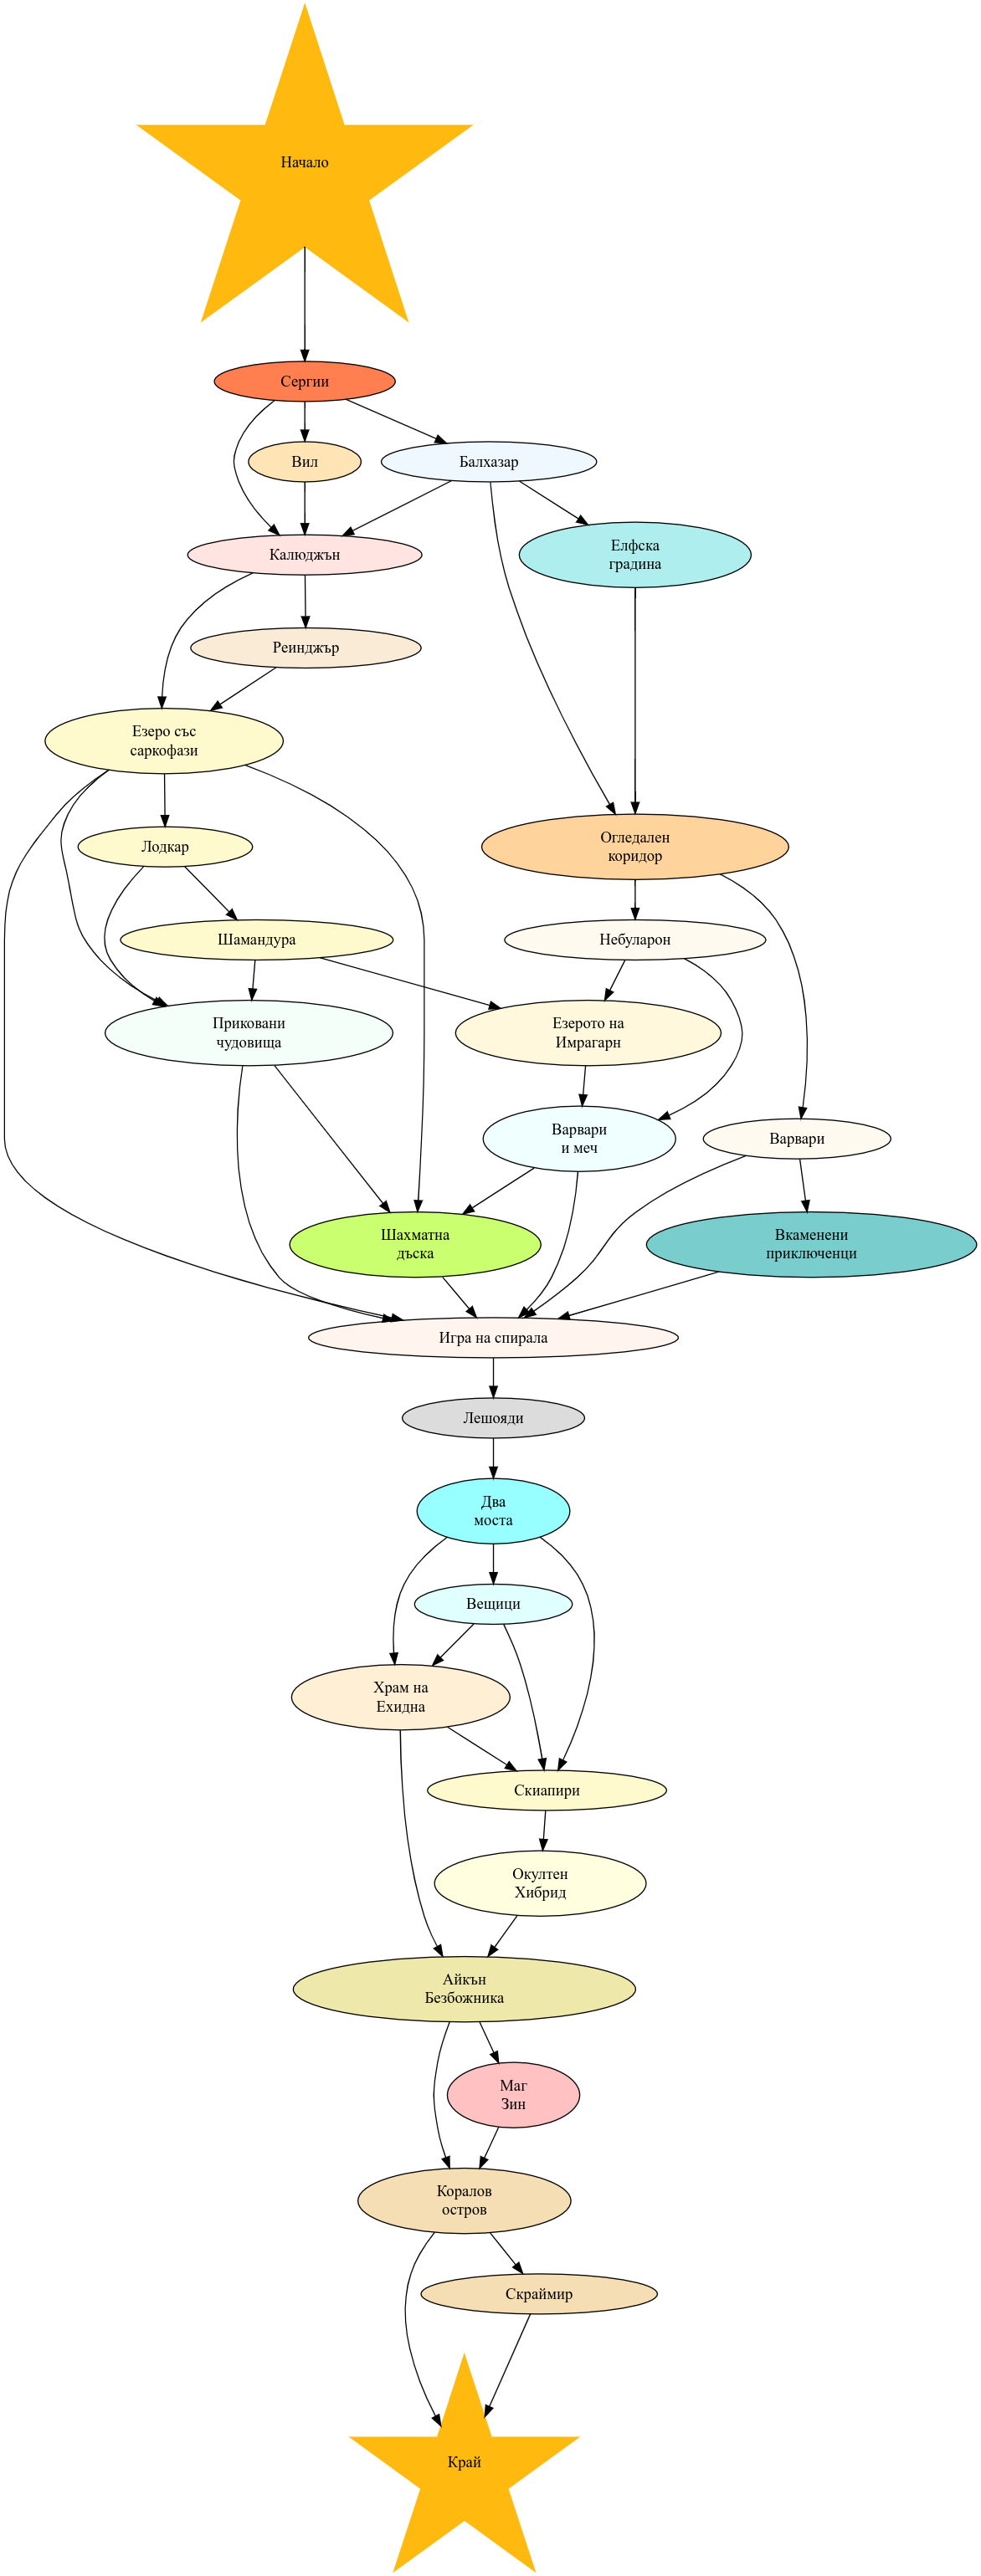 Начало
Сергии
Вил
Балхазар
Калюджън
Елфска
градина
Реинджър
Езеро със
саркофази
Лодкар
Огледален
коридор
Шамандура
Небуларон
Приковани
чудовища
Езерото на
Имрагарн
Варвари
и меч
Варвари
Шахматна
дъска
Вкаменени
приключенци
Игра на спирала
Лешояди
Два
моста
Вещици
Храм на
Ехидна
Скиапири
Окултен
Хибрид
Айкън
Безбожника
Маг
Зин
Коралов
остров
Скраймир
Край